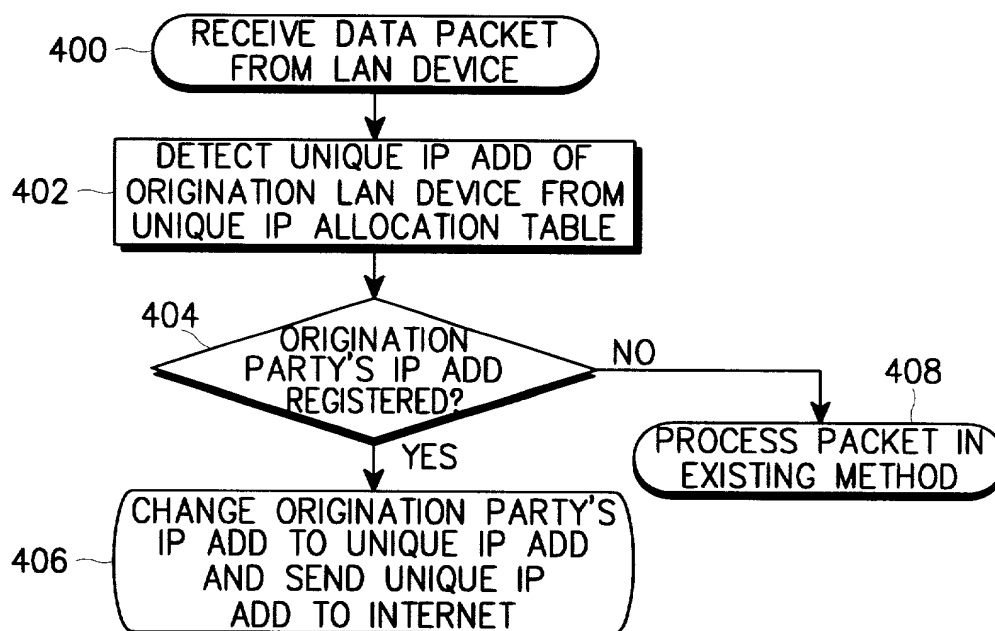 400
RECEIVE DATA PACKET
FROM LAN DEVICE
402
DETECT UNIQUE IP ADD OF
ORIGINATION LAN DEVICE FROM
UNIQUE IP ALLOCATION TABLE
404
ORIGINATION
PARTY'S IP ADD
REGISTERED?
NO
408
PROCESS PACKET IN
EXISTING METHOD
YES
406
CHANGE ORIGINATION PARTY'S
IP ADD TO UNIQUE IP ADD
AND SEND UNIQUE IP
ADD TO INTERNET